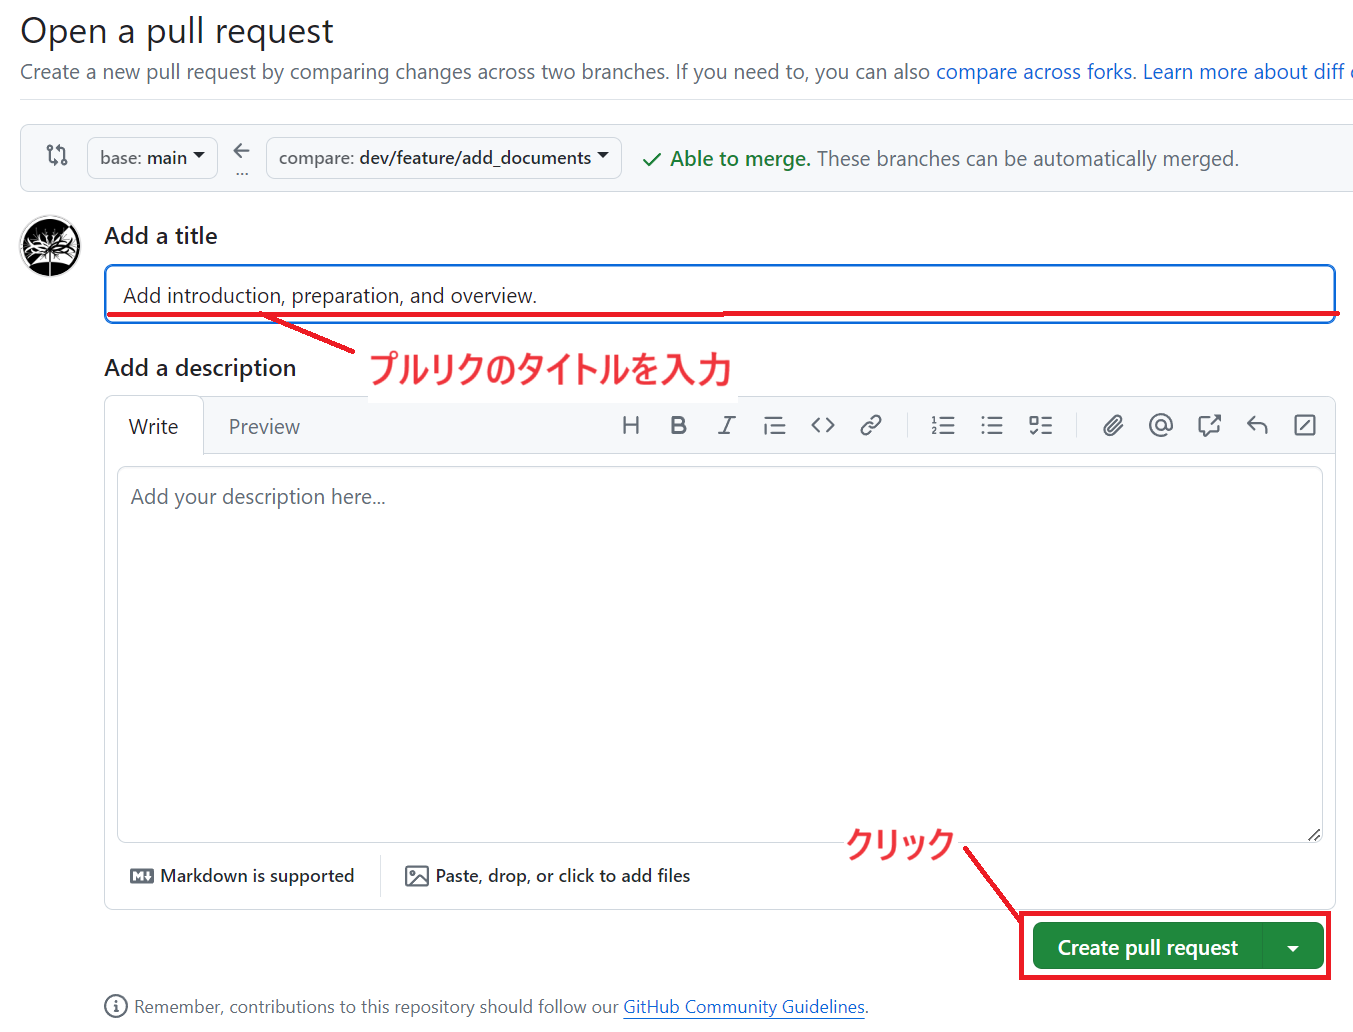 Open a pull request
Create a new pull request by comparing changes across two branches. If you need to, you can also compare across forks. Learn more about diff
base: main
compare: dev/feature/add_documents
Able to merge. These branches can be automatically merged.
...
Add a title
Add introduction, preparation, and overview.
プルリクのタイトルを入力
Add a description
Write
Preview
Add your description here...
クリック
Markdown is supported
Paste, drop, or click to add files
Create pull request
Remember, contributions to this repository should follow our GitHub Community Guidelines.